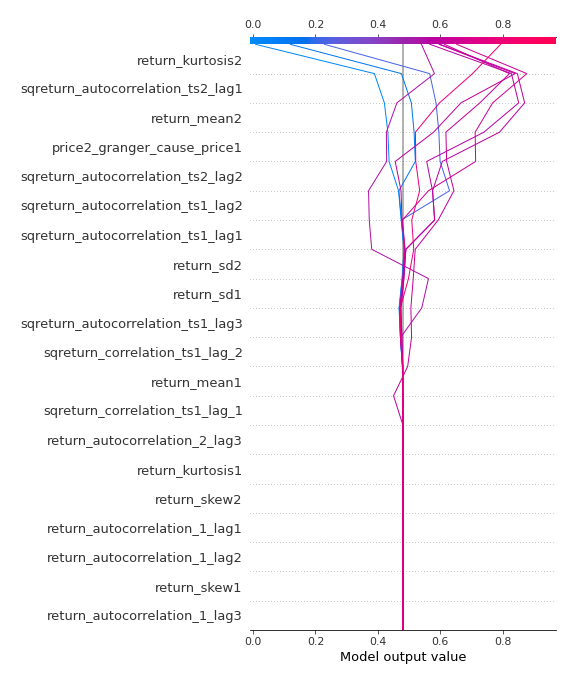 0.0 0.2 0.4 0.6 0.8
return_kurtosis2
sqreturn_autocorrelation_ts2_lag1
return_mean2
price2_granger_cause_price1
sqreturn_autocorrelation_ts2_lag2
sqreturn_autocorrelation_ts1_lag2
sqreturn_autocorrelation_ts1_lag1
return_sd2
return_sd1
sqreturn_autocorrelation_ts1_lag3
sqreturn_correlation_ts1_lag_2
return_mean1
sqreturn_correlation_ts1_lag_1
return_autocorrelation_2_lag3
return_kurtosis1
return_skew2
return_autocorrelation_1_lag1
return_autocorrelation_1_lag2
return_skew1
return_autocorrelation_1_lag3
0.0 0.2 0.4 0.6 0.8
Model output value